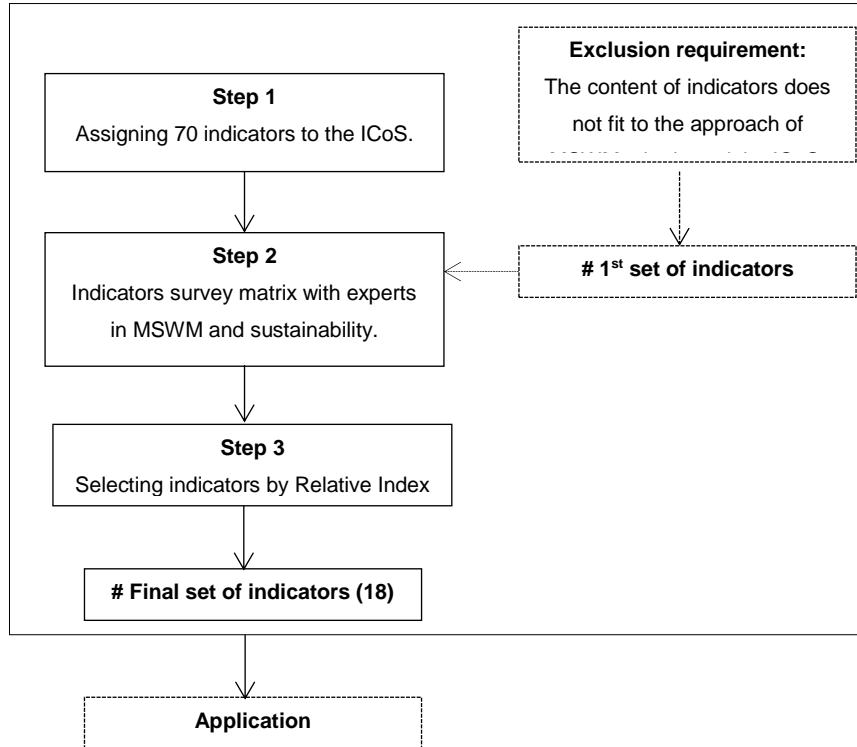 Step 1
Assigning 70 indicators to the ICoS.
Exclusion requirement:
The content of indicators does
not fit to the approach of
Step 2
Indicators survey matrix with experts
in MSWM and sustainability.
# 1st set of indicators
Step 3
Selecting indicators by Relative Index
# Final set of indicators (18)
Application